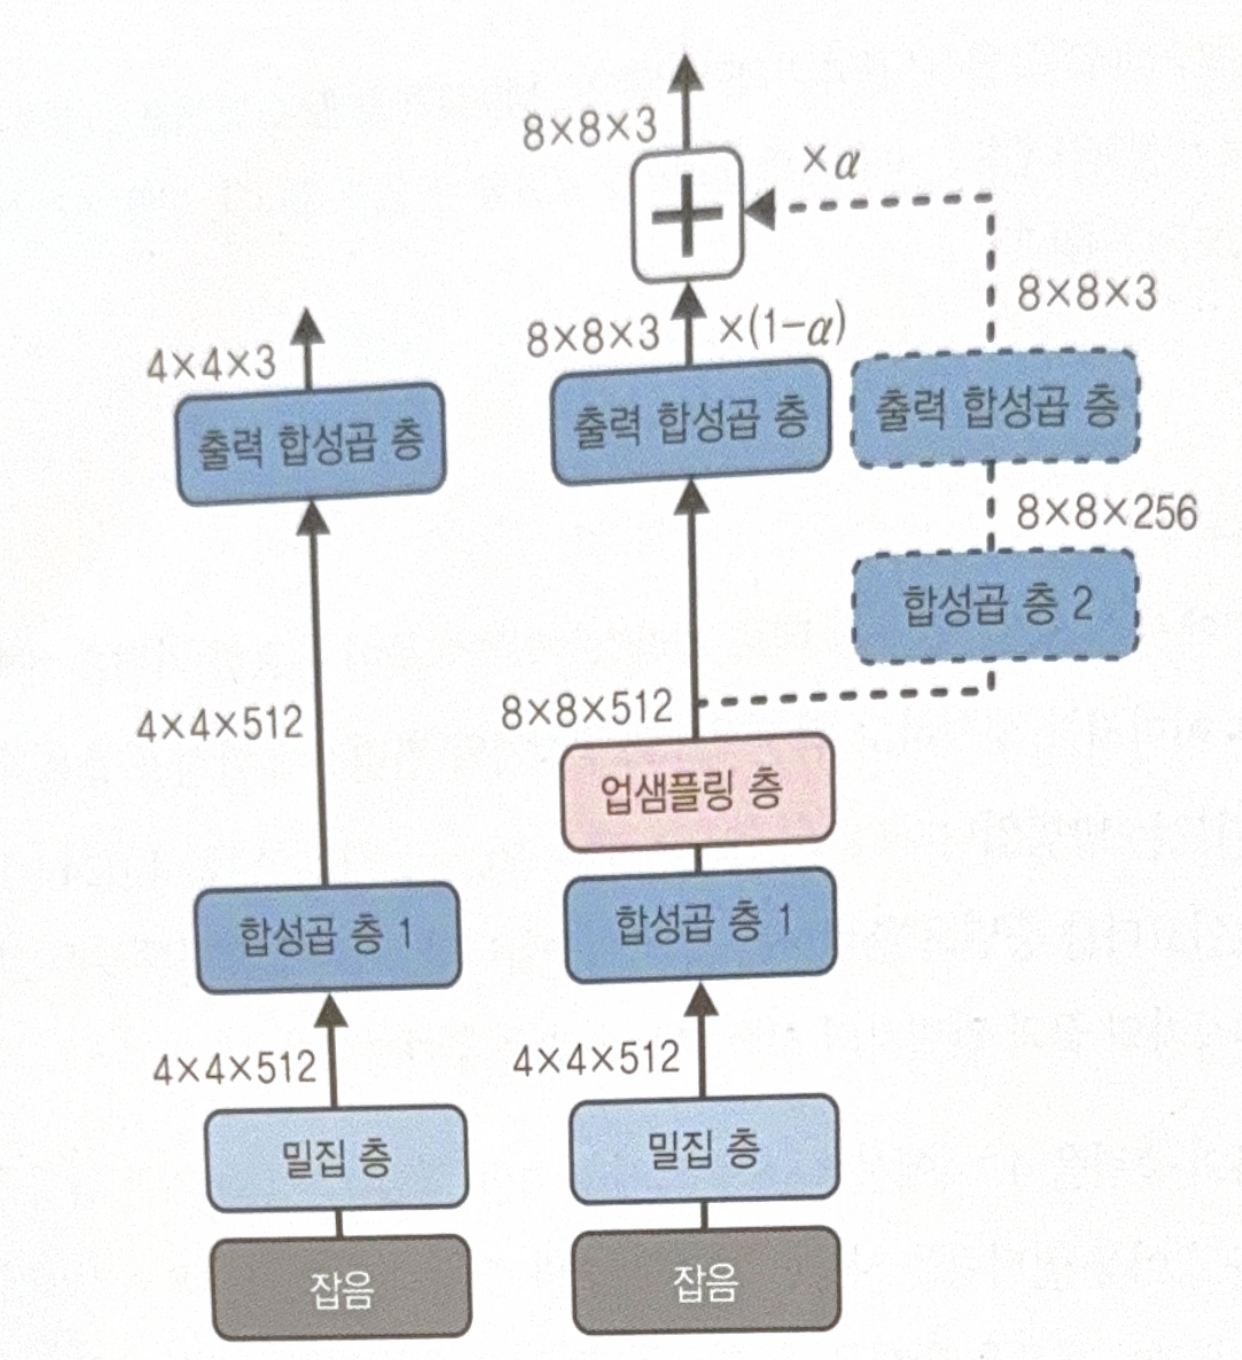 8×8×3
×α
8×8×3
8×8×3
×(1-α)
4×4×3
출력 합성곱 층
출력 합성곱 층
출력 합성곱 층
8×8×256
합성곱 층 2
4×4×512
8×8×512
업샘플링 층
합성곱 층 1
합성곱 층 1
4×4×512
4×4×512
밀집 층
밀집 층
잡음
잡음